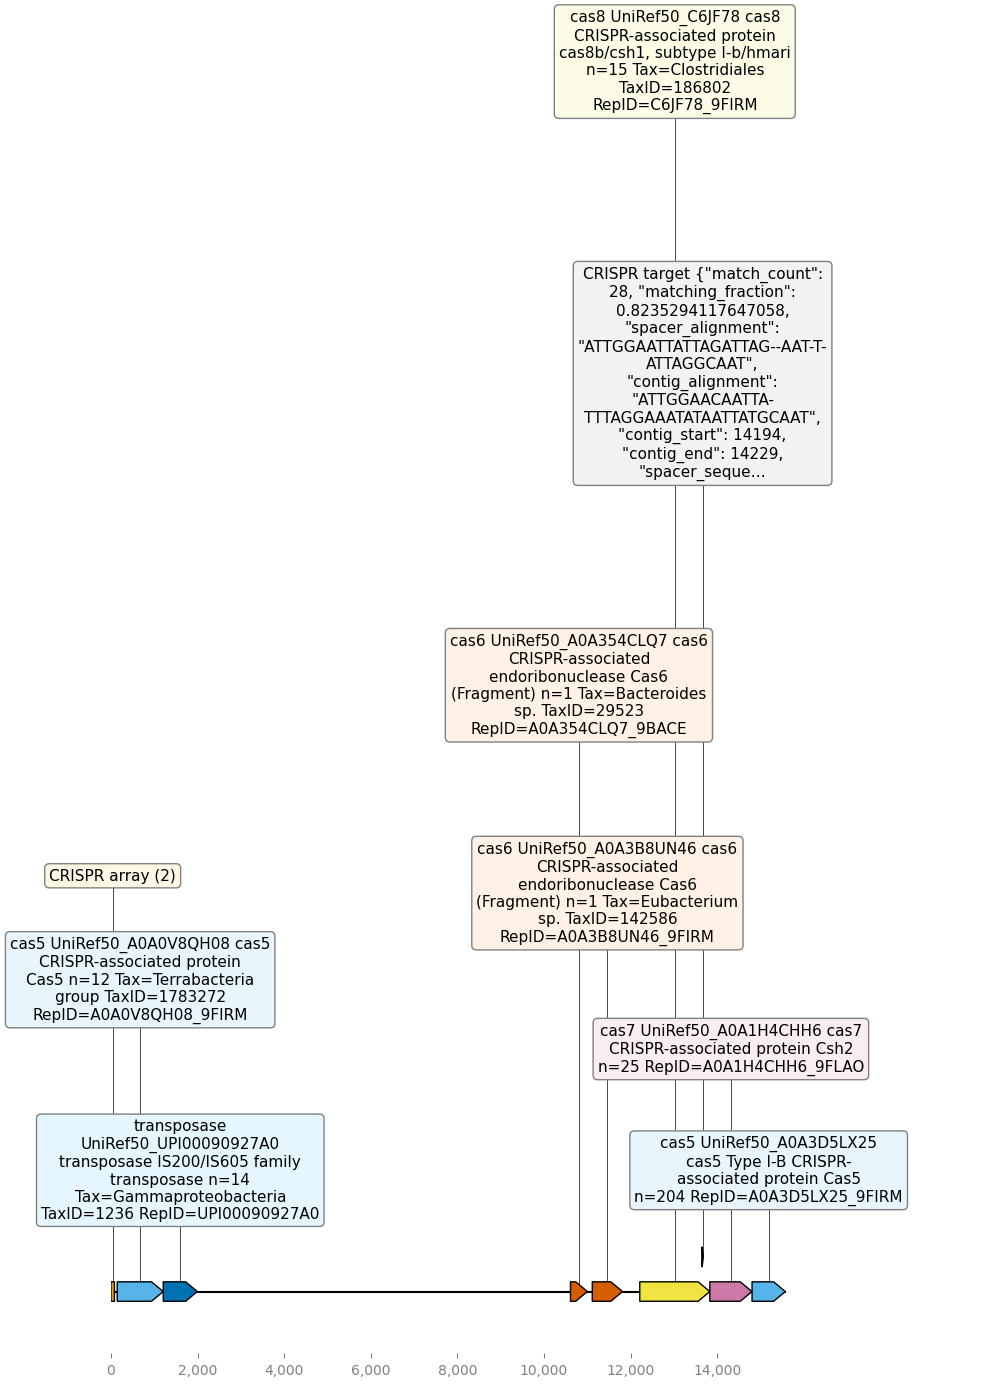 cas8 UniRef50_C6JF78 cas8
CRISPR-associated protein
cas8b/csh1, subtype I-b/hmari
n=15 Tax=Clostridiales
TaxID=186802
RepID=C6JF78_9FIRM
CRISPR target {"match_count":
28, "matching_fraction":
0.8235294117647058,
"spacer_alignment":
"ATTGGAATTATTAGATTAG--AAT-T-
ATTAGGCAAT",
"contig_alignment":
"ATTGGAACAATTA-
TTTAGGAAATATAATTATGCAAT",
"contig_start": 14194,
"contig_end": 14229,
"spacer_seque...
cas6 UniRef50_A0A354CLQ7 cas6
CRISPR-associated
endoribonuclease Cas6
(Fragment) n=1 Tax=Bacteroides
sp. TaxID=29523
RepID=A0A354CLQ7_9BACE
cas6 UniRef50_A0A3B8UN46 cas6
CRISPR-associated
endoribonuclease Cas6
(Fragment) n=1 Tax=Eubacterium
sp. TaxID=142586
RepID=A0A3B8UN46_9FIRM
CRISPR array (2)
cas5 UniRef50_A0A0V8QH08 cas5
CRISPR-associated protein
Cas5 n=12 Tax=Terrabacteria
group TaxID=1783272
RepID=A0A0V8QH08_9FIRM
cas7 UniRef50_A0A1H4CHH6 cas7
CRISPR-associated protein Csh2
n=25 RepID=A0A1H4CHH6_9FLAO
transposase
UniRef50_UPI00090927A0
transposase IS200/IS605 family
transposase n=14
Tax=Gammaproteobacteria
TaxID=1236 RepID=UPI00090927A0
cas5 UniRef50_A0A3D5LX25
cas5 Type I-B CRISPR-
associated protein Cas5
n=204 RepID=A0A3D5LX25_9FIRM
0 2,000 4,000 6,000 8,000 10,000 12,000 14,000